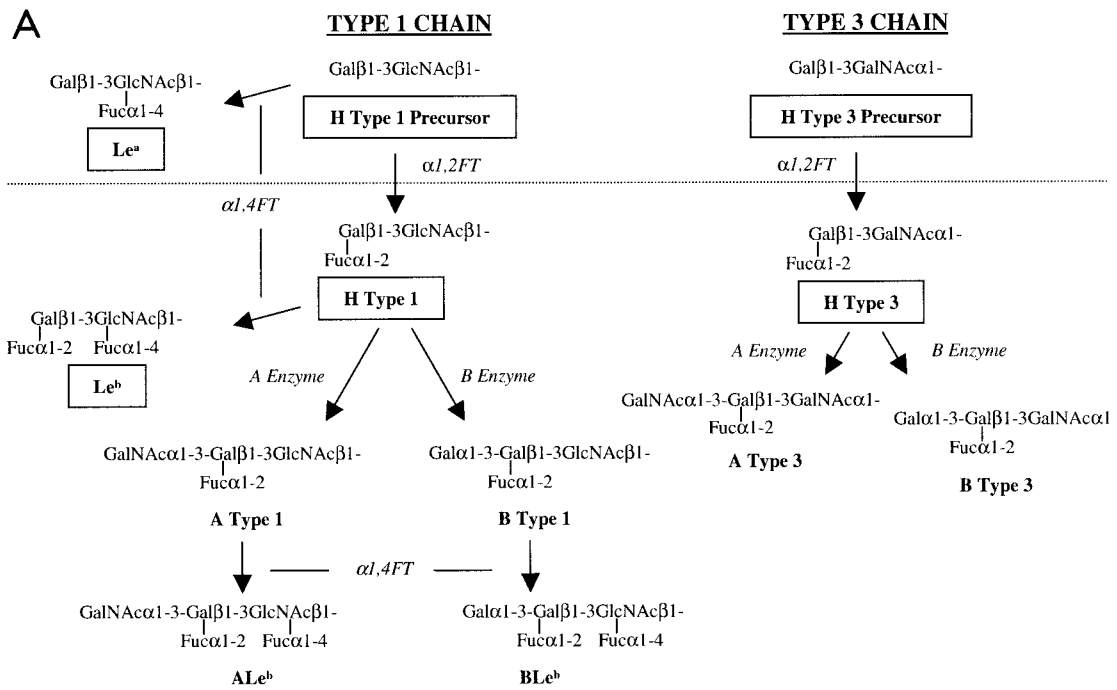 A
TYPE 1 CHAIN
TYPE 3 CHAIN
Galβ1-3GlcNAcβ1-
Fucα1-4
Leᵃ
Galβ1-3GlcNAcβ1-
H Type 1 Precursor
Galβ1-3GalNAcα1-
H Type 3 Precursor
α1,2FT
α1,2FT
α1,4FT
Galβ1-3GlcNAcβ1-
Fucα1-2
H Type 1
Galβ1-3GalNAcα1-
Fucα1-2
H Type 3
Galβ1-3GlcNAcβ1-
Fucα1-2 Fucα1-4
Leᵇ
A Enzyme
B Enzyme
A Enzyme
B Enzyme
GalNAcα1-3-Galβ1-3GalNAcα1-
Fucα1-2
A Type 3
Galα1-3-Galβ1-3GalNAcα1
Fucα1-2
B Type 3
GalNAcα1-3-Galβ1-3GlcNAcβ1-
Fucα1-2
A Type 1
Galα1-3-Galβ1-3GlcNAcβ1-
Fucα1-2
B Type 1
α1,4FT
GalNAcα1-3-Galβ1-3GlcNAcβ1-
Fucα1-2 Fucα1-4
ALeᵇ
Galα1-3-Galβ1-3GlcNAcβ1-
Fucα1-2 Fucα1-4
BLeᵇ